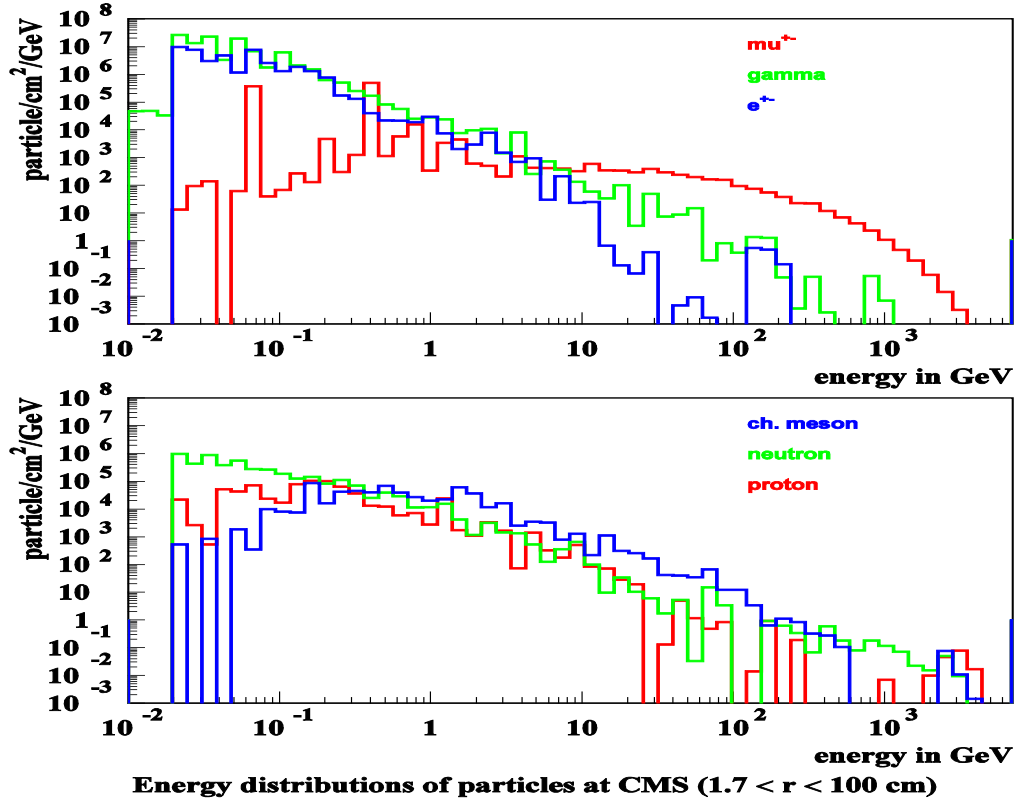 10^8
10^7
10^6
10^5
10^4
10^3
10^2
10
1
10^-1
10^-2
10^-3
particle/cm^2/GeV
mu^+-
gamma
e^+-
10^-2 10^-1 1 10 10^2 10^3
energy in GeV
10^8
10^7
10^6
10^5
10^4
10^3
10^2
10
1
10^-1
10^-2
10^-3
particle/cm^2/GeV
ch. meson
neutron
proton
10^-2 10^-1 1 10 10^2 10^3
energy in GeV
Energy distributions of particles at CMS (1.7 < r < 100 cm)